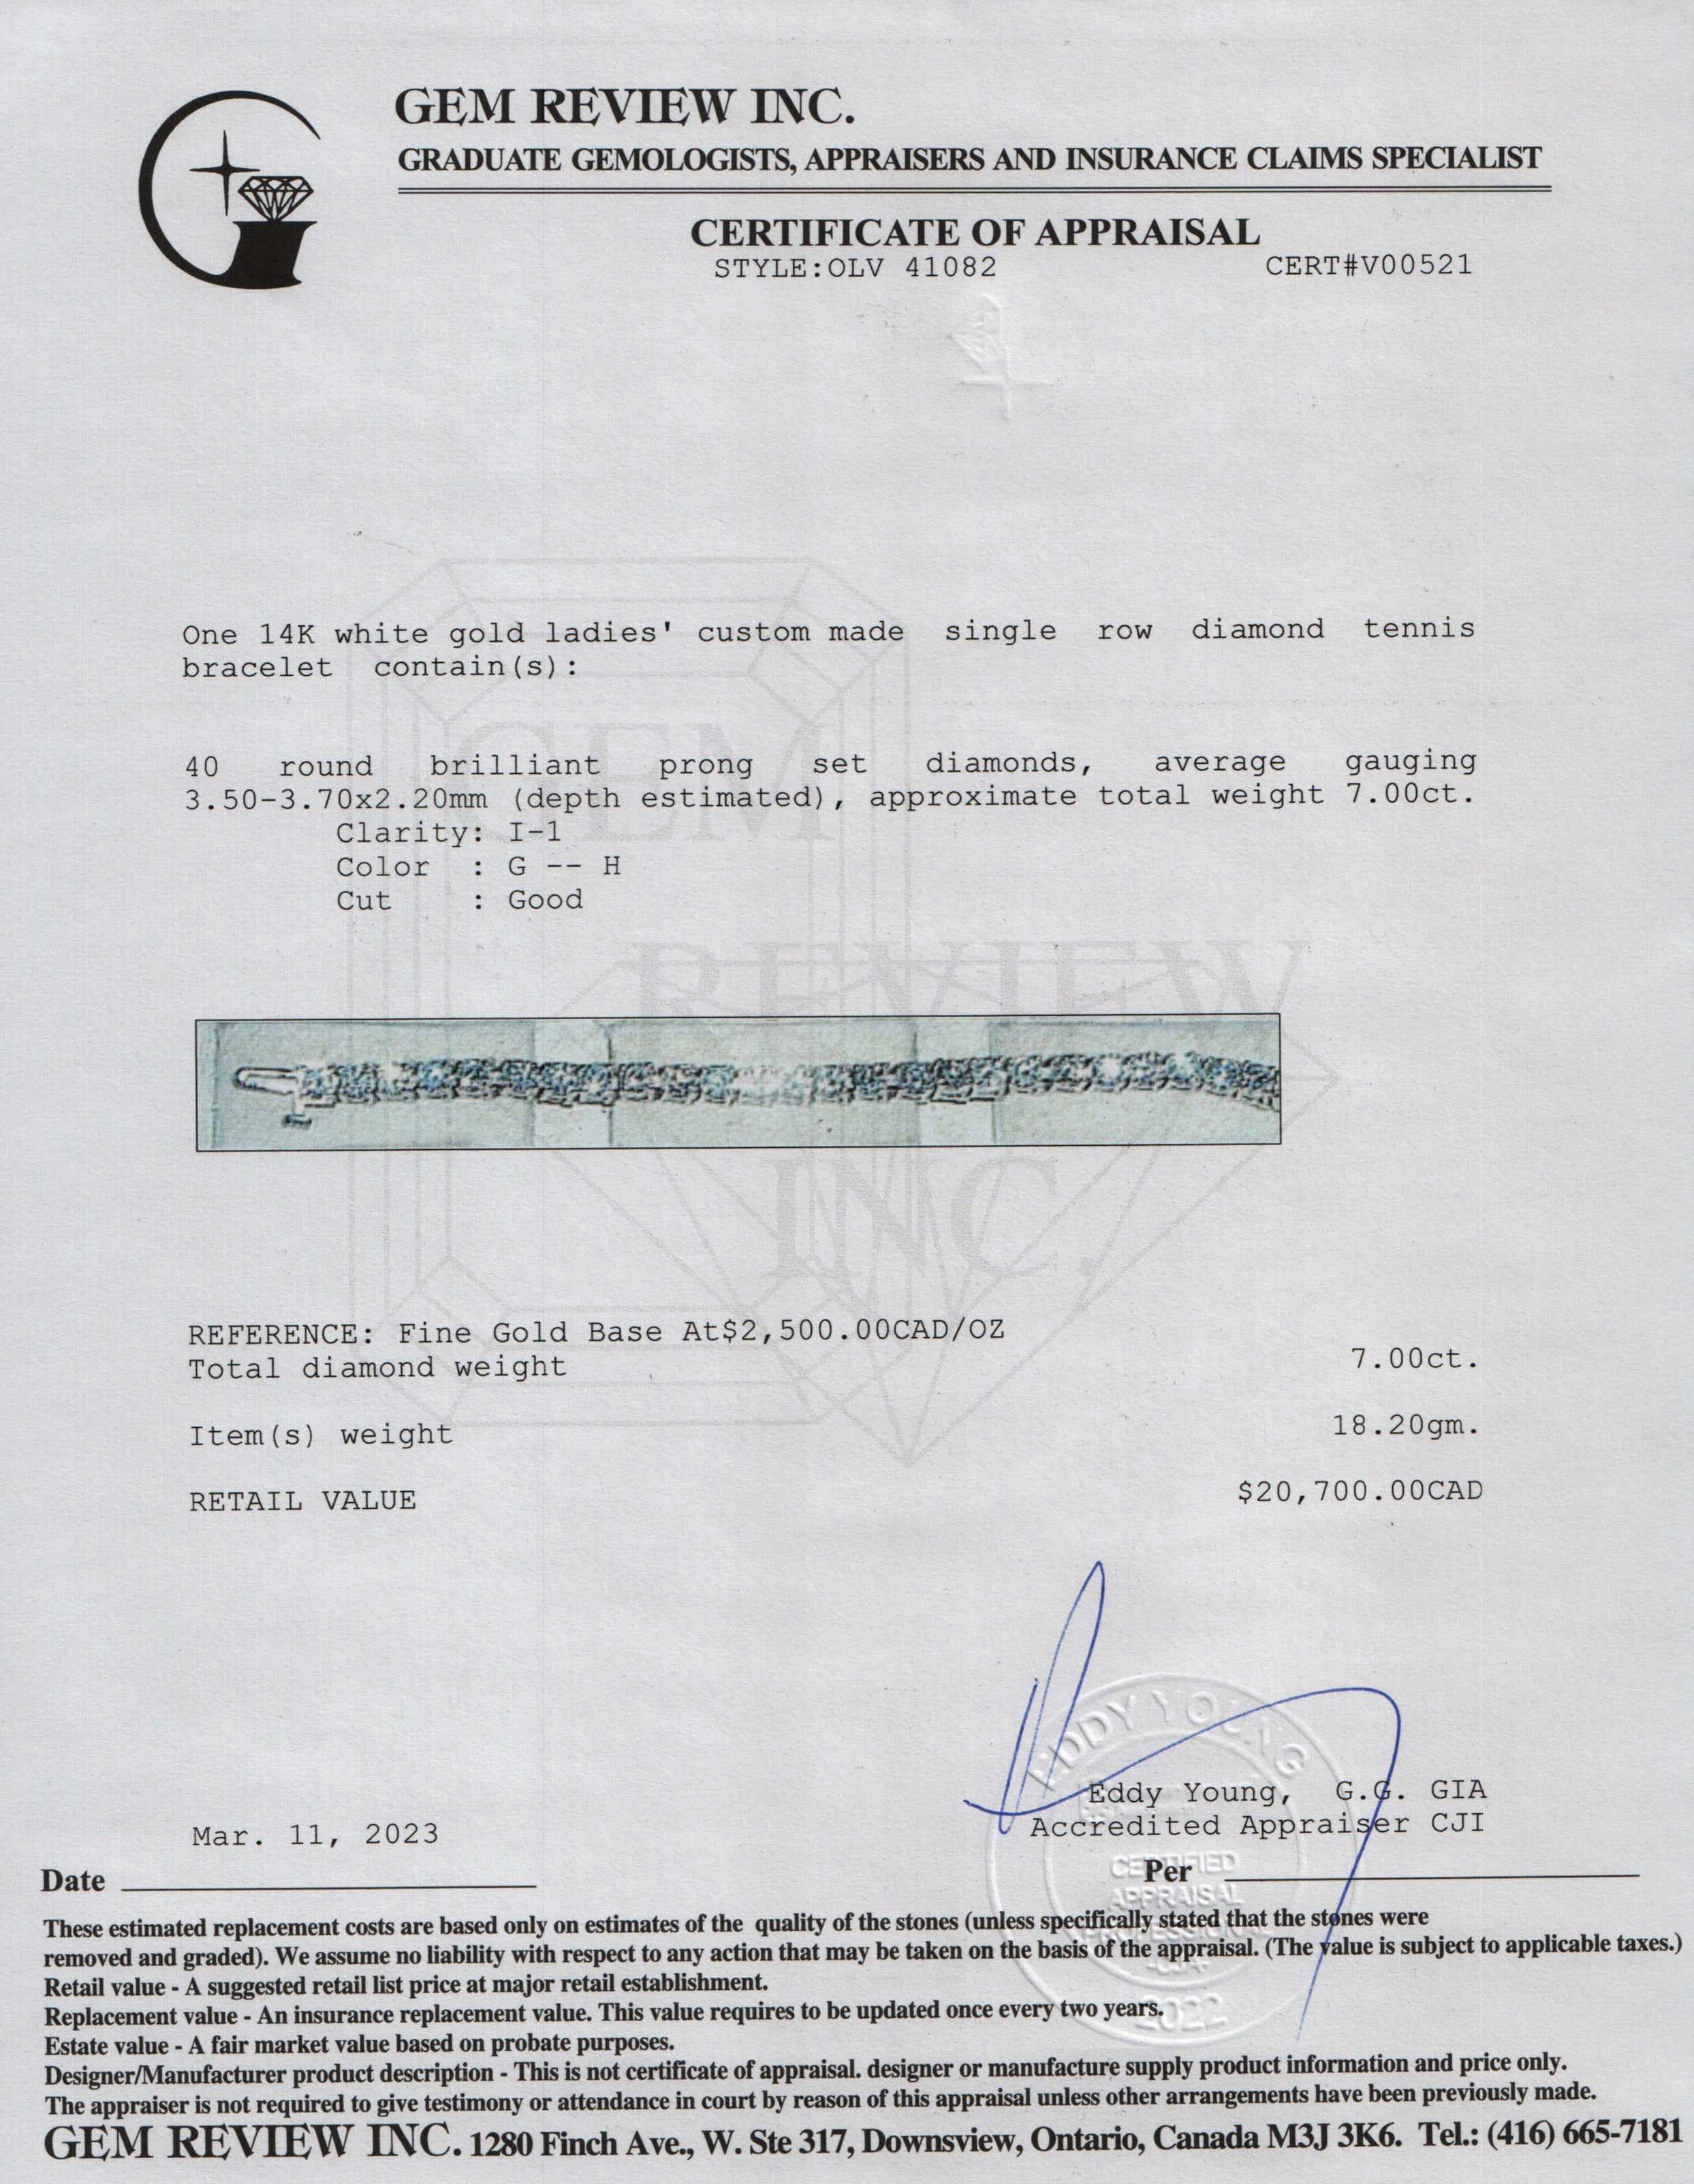 GEM REVIEW INC.
GRADUATE GEMOLOGISTS, APPRAISERS AND INSURANCE CLAIMS SPECIALIST
CERTIFICATE OF APPRAISAL
STYLE:OLV 41082 CERT#V00521
One 14K white gold ladies' custom made single row diamond tennis
bracelet contain(s):
GEM
40 round brilliant prong set diamonds, average gauging
3.50-3.70x2.20mm (depth estimated), approximate total weight 7.00ct.
Clarity: I-1
Color : G -- H
Cut : Good
REVIEW
INC.
REFERENCE: Fine Gold Base At$2,500.00CAD/OZ
Total diamond weight 7.00ct.
Item(s) weight 18.20gm.
RETAIL VALUE $20,700.00CAD
EDDY YOUNG
Eddy Young, G.G. GIA
Accredited Appraiser CJI
Mar. 11, 2023
CERTIFIED
APPRAISAL
PROFESSIONAL
2022
Date
Per
These estimated replacement costs are based only on estimates of the quality of the stones (unless specifically stated that the stones were
removed and graded). We assume no liability with respect to any action that may be taken on the basis of the appraisal. (The value is subject to applicable taxes.)
Retail value - A suggested retail list price at major retail establishment.
Replacement value - An insurance replacement value. This value requires to be updated once every two years.
Estate value - A fair market value based on probate purposes.
Designer/Manufacturer product description - This is not certificate of appraisal. designer or manufacture supply product information and price only.
The appraiser is not required to give testimony or attendance in court by reason of this appraisal unless other arrangements have been previously made.
GEM REVIEW INC. 1280 Finch Ave., W. Ste 317, Downsview, Ontario, Canada M3J 3K6. Tel.: (416) 665-7181